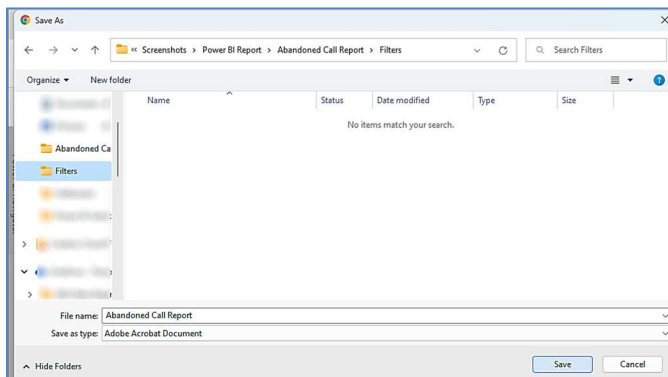 Save As
« Screenshots > Power BI Report > Abandoned Call Report > Filters
Search Filters
Organize
New folder
Name Status Date modified Type Size
No items match your search.
Abandoned Ca
Filters
File name: Abandoned Call Report
Save as type: Adobe Acrobat Document
Hide Folders
Save Cancel